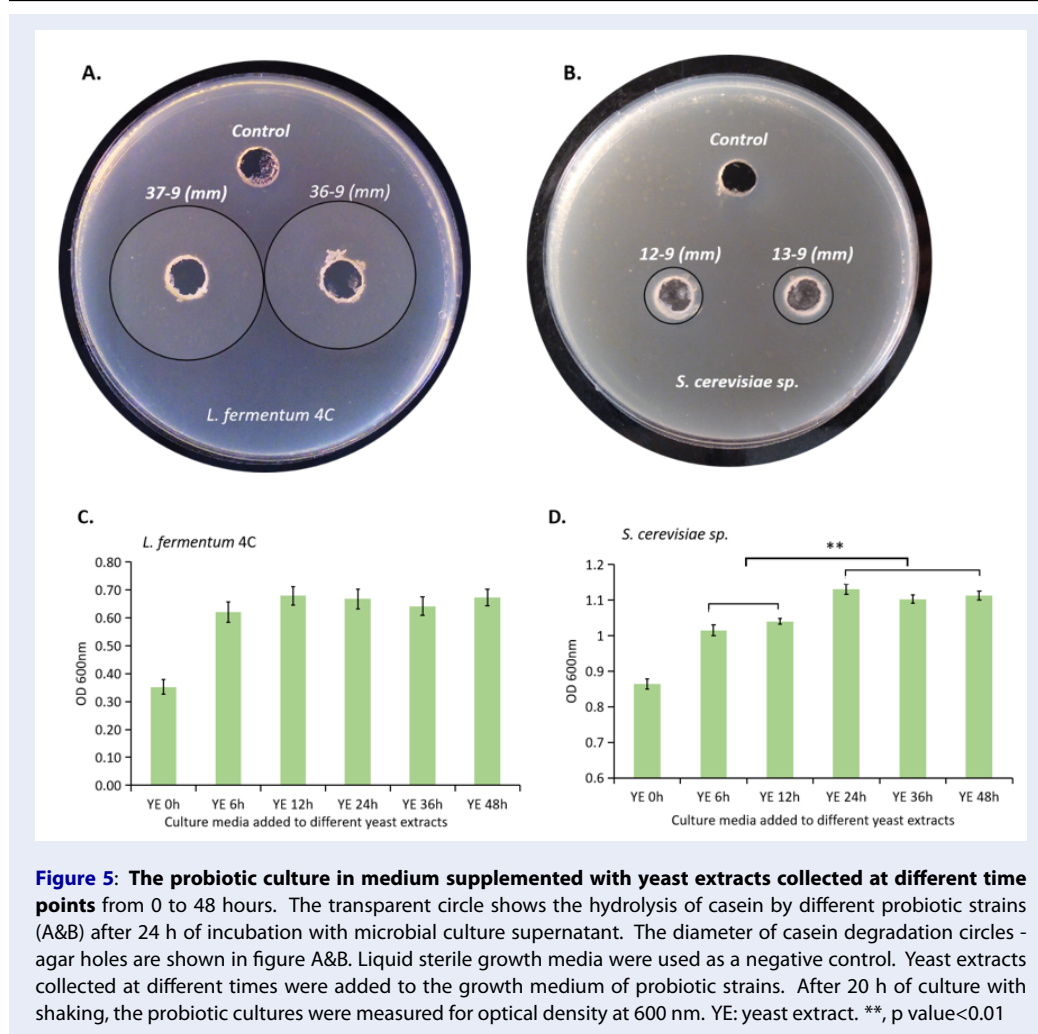 A.
B.
Control
Control
37-9 (mm)
36-9 (mm)
12-9 (mm)
13-9 (mm)
S. cerevisiae sp.
L. fermentum 4C
C.
L. fermentum 4C
0.80
0.70
0.60
0.50
0.40
0.30
0.20
0.10
0.00
OD 600nm
YE 0h YE 6h YE 12h YE 24h YE 36h YE 48h
Culture media added to different yeast extracts
D.
S. cerevisiae sp.
**
1.2
1.1
1
0.9
0.8
0.7
0.6
OD 600nm
YE 0h YE 6h YE 12h YE 24h YE 36h YE 48h
Culture media added to different yeast extracts
Figure 5: The probiotic culture in medium supplemented with yeast extracts collected at different time
points from 0 to 48 hours. The transparent circle shows the hydrolysis of casein by different probiotic strains
(A&B) after 24 h of incubation with microbial culture supernatant. The diameter of casein degradation circles -
agar holes are shown in figure A&B. Liquid sterile growth media were used as a negative control. Yeast extracts
collected at different times were added to the growth medium of probiotic strains. After 20 h of culture with
shaking, the probiotic cultures were measured for optical density at 600 nm. YE: yeast extract. **, p value<0.01